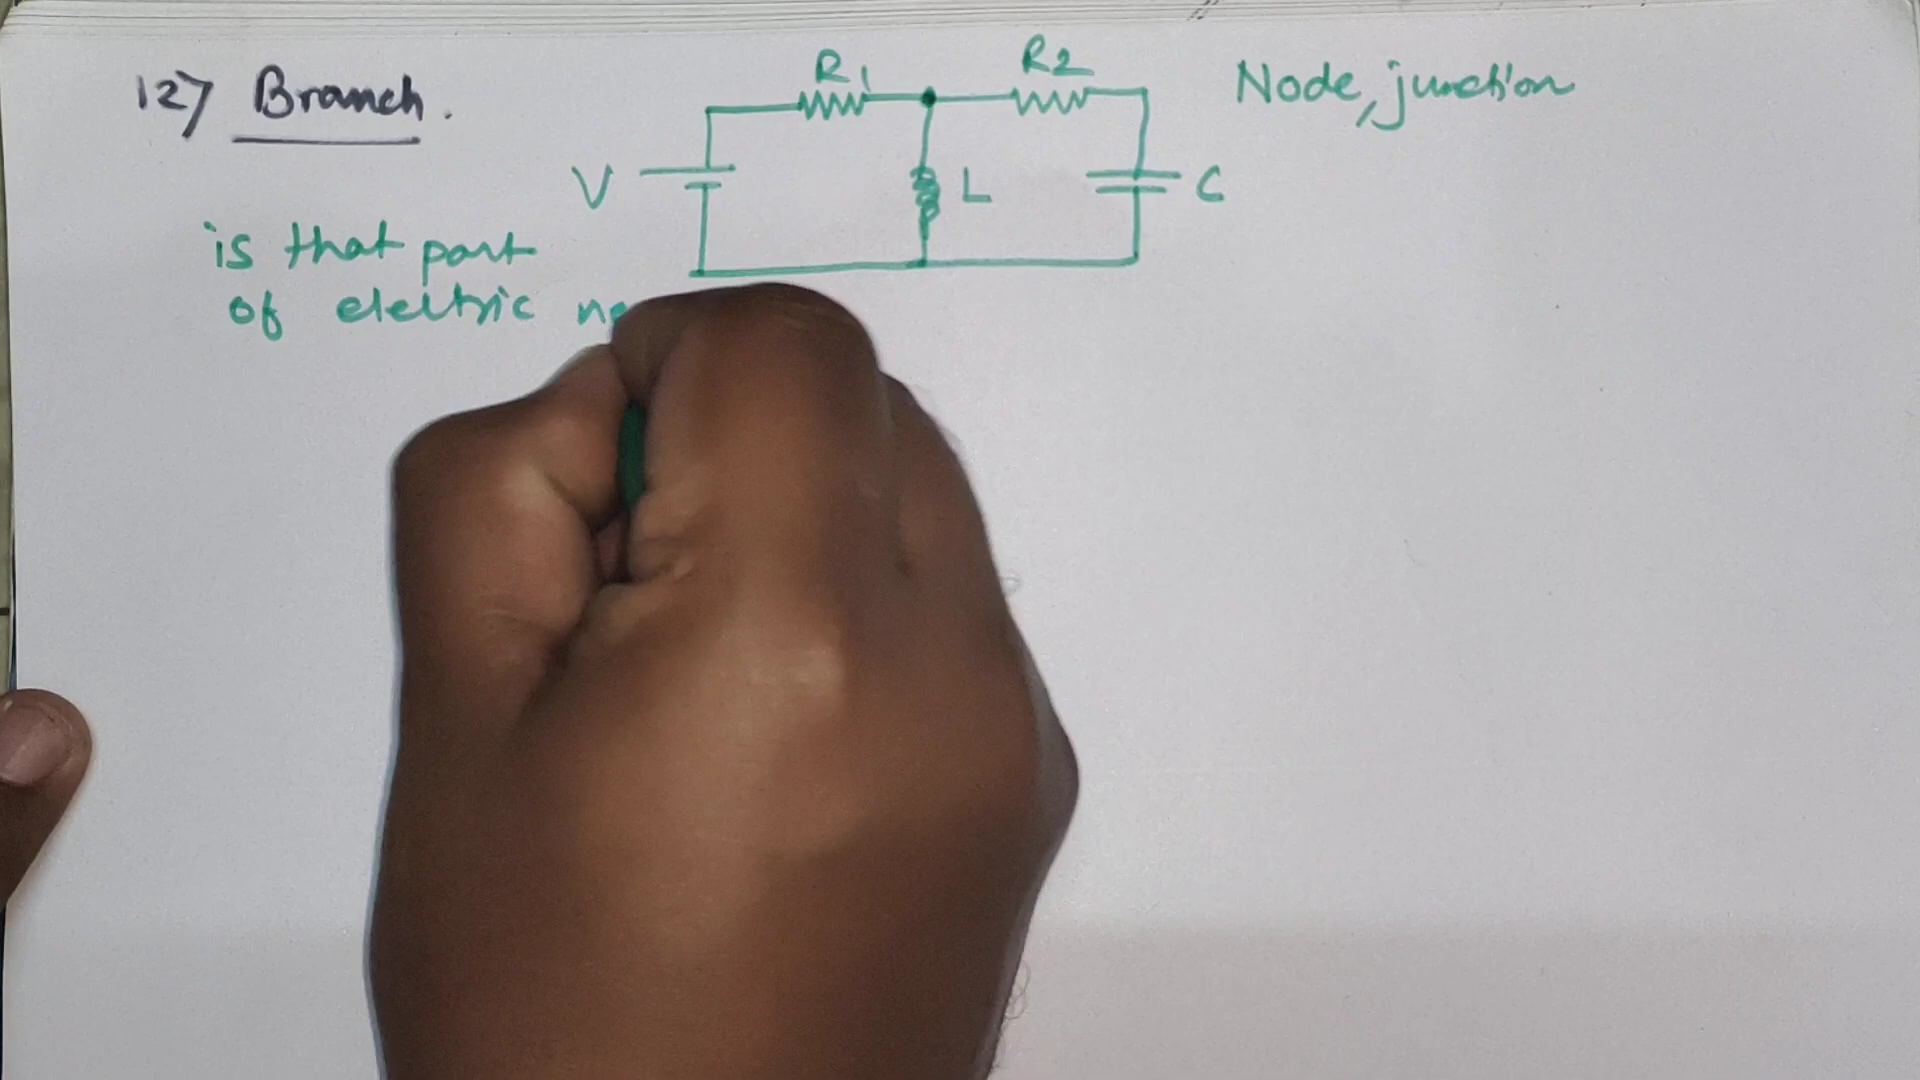 12) Branch.
R1
R2
Node, junction
V
L
C
is that part
of electric